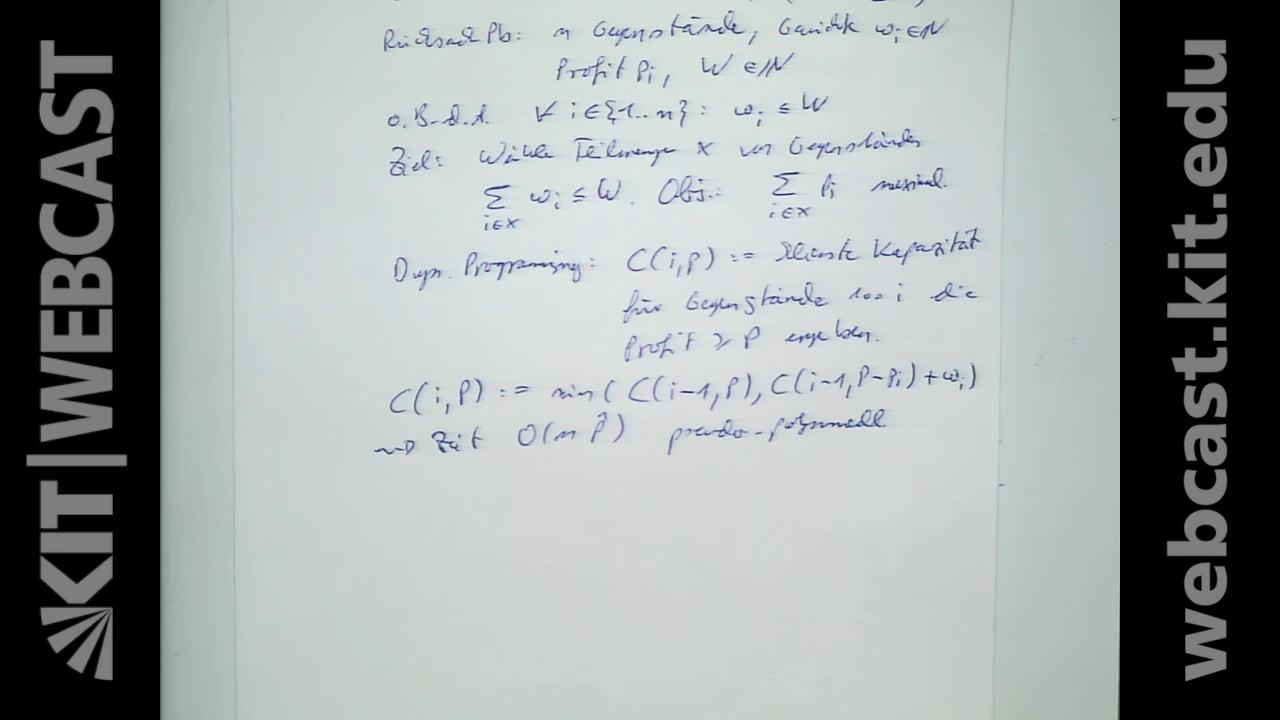 KIT|WEBCAST
Rucksack Pb: n Gegenstände, Gewicht wᵢ ∈ ℕ
Profit pᵢ, W ∈ ℕ
o.B.d.A. ∀ i ∈ {1..n}: wᵢ ≤ W
Ziel: Wähle Teilmenge X von Gegenständen
∑_{i∈X} wᵢ ≤ W. Obj.: ∑_{i∈X} pᵢ maximal.
Dyn. Programming: C(i,P) := kleinste Kapazität
für Gegenstände 1..i die
Profit ≥ P ergeben.
C(i,P) := min( C(i-1,P), C(i-1,P-pᵢ)+wᵢ)
⇝ Zeit O(n P̂) pseudo-polynomiell
webcast.kit.edu